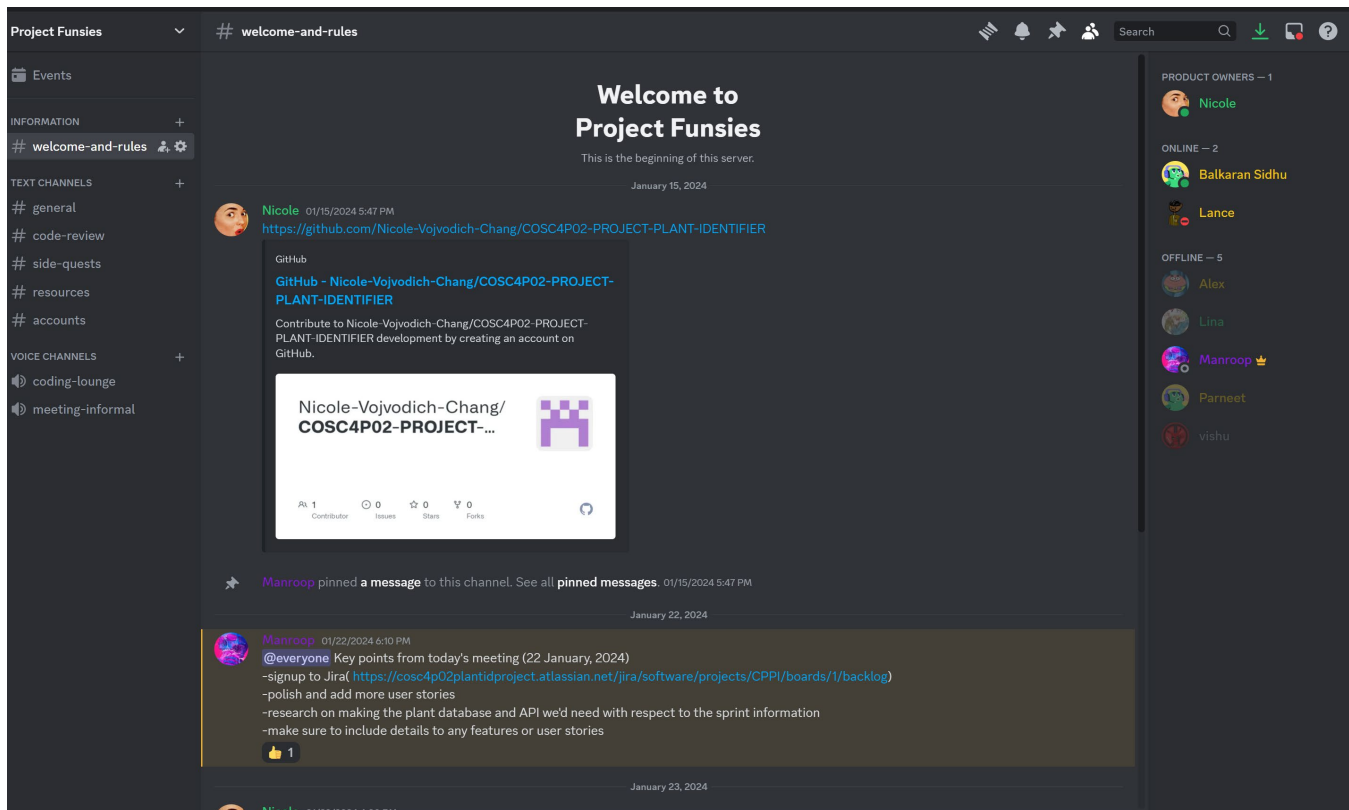 Project Funsies
Events
INFORMATION
# welcome-and-rules
TEXT CHANNELS
# general
# code-review
# side-quests
# resources
# accounts
VOICE CHANNELS
coding-lounge
meeting-informal
# welcome-and-rules
Search
Welcome to
Project Funsies
This is the beginning of this server.
January 15, 2024
Nicole 01/15/2024 5:47 PM
https://github.com/Nicole-Vojvodich-Chang/COSC4P02-PROJECT-PLANT-IDENTIFIER
GitHub
GitHub - Nicole-Vojvodich-Chang/COSC4P02-PROJECT-
PLANT-IDENTIFIER
Contribute to Nicole-Vojvodich-Chang/COSC4P02-PROJECT-
PLANT-IDENTIFIER development by creating an account on
GitHub.
Nicole-Vojvodich-Chang/
COSC4P02-PROJECT-...
1 0 0 0
Contributor Issues Stars Forks
Manroop pinned a message to this channel. See all pinned messages. 01/15/2024 5:47 PM
January 22, 2024
Manroop 01/22/2024 6:10 PM
@everyone Key points from today's meeting (22 January, 2024)
-signup to Jira( https://cosc4p02plantidproject.atlassian.net/jira/software/projects/CPPI/boards/1/backlog)
-polish and add more user stories
-research on making the plant database and API we'd need with respect to the sprint information
-make sure to include details to any features or user stories
👍 1
January 23, 2024
PRODUCT OWNERS — 1
Nicole
ONLINE — 2
Balkaran Sidhu
Lance
OFFLINE — 5
Alex
Lina
Manroop
Parneet
vishu